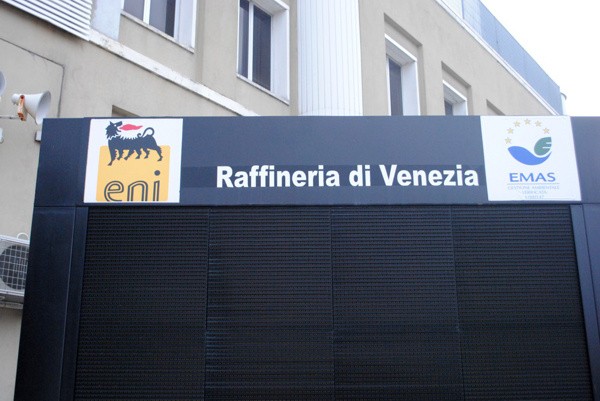 eni
Raffineria di Venezia
EMAS